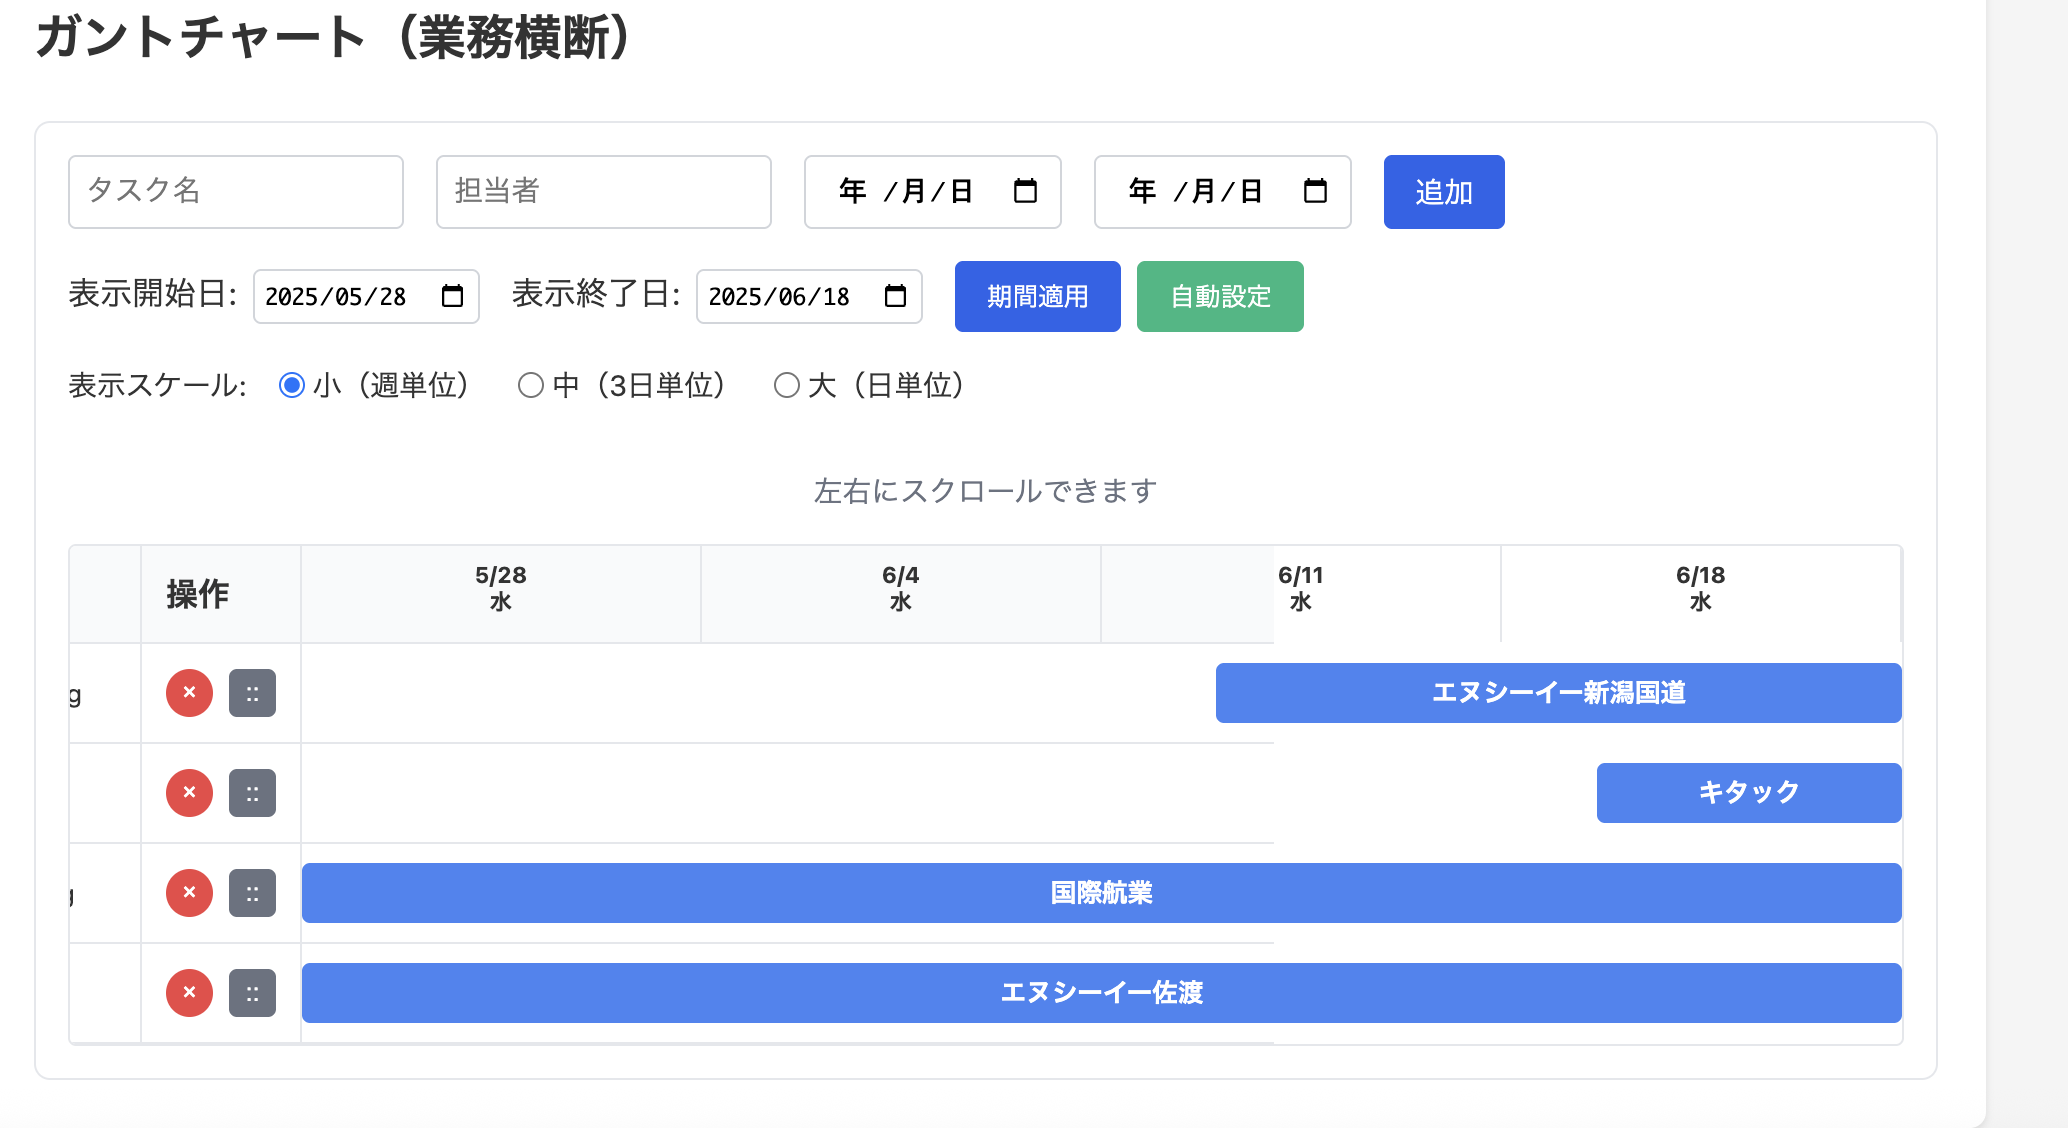 ガントチャート（業務横断）
タスク名 担当者 年 /月/日 年 /月/日 追加
表示開始日: 2025/05/28 表示終了日: 2025/06/18 期間適用 自動設定
表示スケール: 小（週単位） 中（3日単位） 大（日単位）
左右にスクロールできます
操作 5/28 6/4 6/11 6/18
水 水 水 水
g × :: エヌシーイー新潟国道
× :: キタック
× :: 国際航業
× :: エヌシーイー佐渡